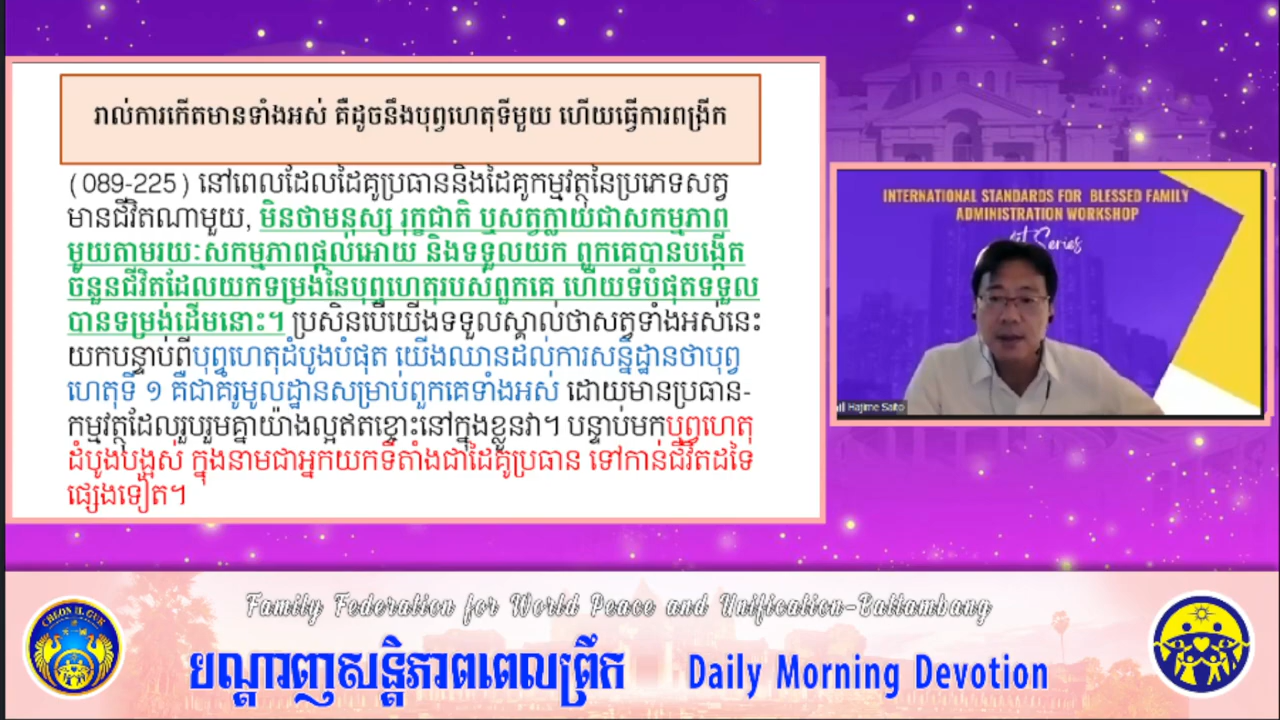 រាល់ការកើតមានទាំងអស់ គឺដូចនឹងបុព្វហេតុទីមួយ ហើយធ្វើការពង្រីក
(089-225) នៅពេលដែលដៃគូប្រធាននិងដៃគូកម្មវត្ថុនៃប្រភេទសត្វ
មានជីវិតណាមួយ, មិនថាមនុស្ស រុក្ខជាតិ ឬសត្វក្លាយជាសកម្មភាព
មួយតាមរយៈសកម្មភាពផ្តល់អោយ និងទទួលយក ពួកគេបានបង្កើត
ចំនួនជីវិតដែលយកទម្រង់នៃបុព្វហេតុរបស់ពួកគេ ហើយទីបំផុតទទួល
បានទម្រង់ដើមនោះ។ ប្រសិនបើយើងទទួលស្គាល់ថាសត្វទាំងអស់នេះ
យកបន្ទាប់ពីបុព្វហេតុដំបូងបំផុត យើងឈានដល់ការសន្និដ្ឋានថាបុព្វ
ហេតុទី ១ គឺជាគំរូមូលដ្ឋានសម្រាប់ពួកគេទាំងអស់ ដោយមានប្រធាន-
កម្មវត្ថុដែលរួបរួមគ្នាយ៉ាងល្អឥតខ្ចោះនៅក្នុងខ្លួនវា។ បន្ទាប់មកបុព្វហេតុ
ដំបូងបង្អស់ ក្នុងនាមជាអ្នកយកទីតាំងជាដៃគូប្រធាន ទៅកាន់ជីវិតដទៃ
ផ្សេងទៀត។
INTERNATIONAL STANDARDS FOR BLESSED FAMILY
ADMINISTRATION WORKSHOP
Series
Hajime Saito
Family Federation for World Peace and Unification-Battambang
CHEON IL GUK
បណ្តាញសន្តិភាពពេលព្រឹក Daily Morning Devotion